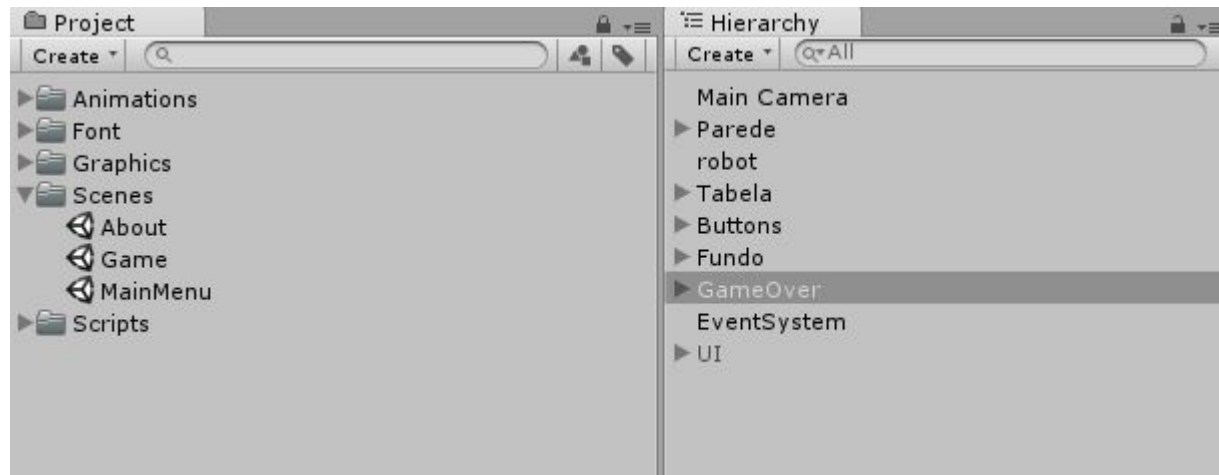 Project
Create
Animations
Font
Graphics
Scenes
About
Game
MainMenu
Scripts
Hierarchy
Create All
Main Camera
Parede
robot
Tabela
Buttons
Fundo
GameOver
EventSystem
UI